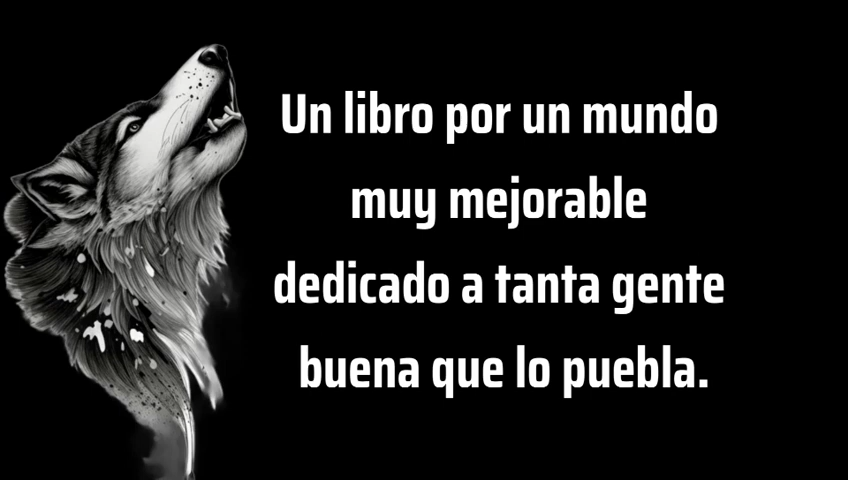 Un libro por un mundo
muy mejorable
dedicado a tanta gente
buena que lo puebla.